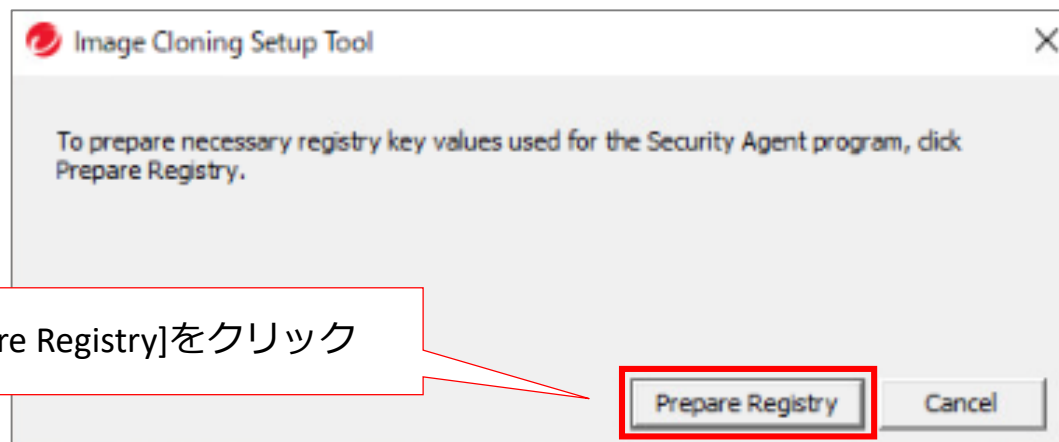 Image Cloning Setup Tool
To prepare necessary registry key values used for the Security Agent program, click
Prepare Registry.
re Registry]をクリック
Prepare Registry
Cancel